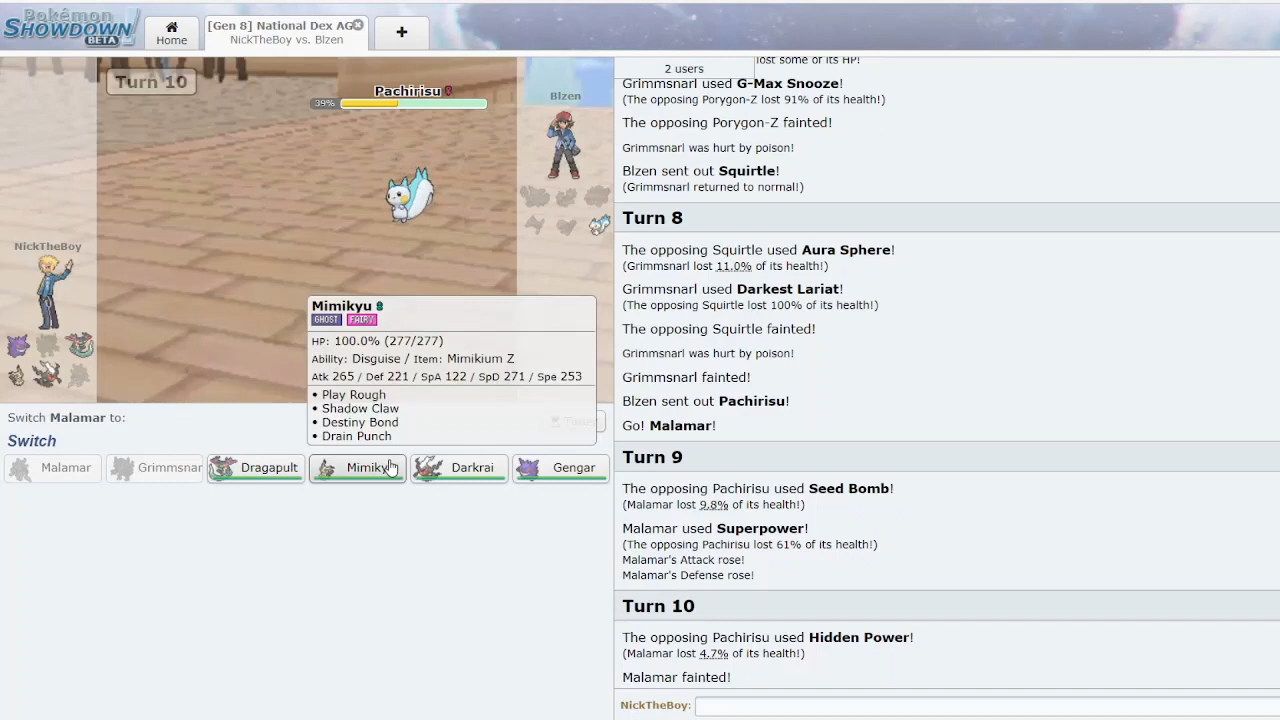 Pokémon
SHOWDOWN
BETA
Home
[Gen 8] National Dex AG
NickTheBoy vs. Blzen
+
Turn 10
Pachirisu
39%
Blzen
NickTheBoy
Mimikyu
GHOST FAIRY
HP: 100.0% (277/277)
Ability: Disguise / Item: Mimikium Z
Atk 265 / Def 221 / SpA 122 / SpD 271 / Spe 253
• Play Rough
• Shadow Claw
• Destiny Bond
• Drain Punch
Switch Malamar to:
Switch
Malamar
Grimmsnar
Dragapult
Mimiky
Darkrai
Gengar
2 users
lost some of its HP!
Grimmsnarl used G-Max Snooze!
(The opposing Porygon-Z lost 91% of its health!)
The opposing Porygon-Z fainted!
Grimmsnarl was hurt by poison!
Blzen sent out Squirtle!
(Grimmsnarl returned to normal!)
Turn 8
The opposing Squirtle used Aura Sphere!
(Grimmsnarl lost 11.0% of its health!)
Grimmsnarl used Darkest Lariat!
(The opposing Squirtle lost 100% of its health!)
The opposing Squirtle fainted!
Grimmsnarl was hurt by poison!
Grimmsnarl fainted!
Blzen sent out Pachirisu!
Go! Malamar!
Turn 9
The opposing Pachirisu used Seed Bomb!
(Malamar lost 9.8% of its health!)
Malamar used Superpower!
(The opposing Pachirisu lost 61% of its health!)
Malamar's Attack rose!
Malamar's Defense rose!
Turn 10
The opposing Pachirisu used Hidden Power!
(Malamar lost 4.7% of its health!)
Malamar fainted!
NickTheBoy: